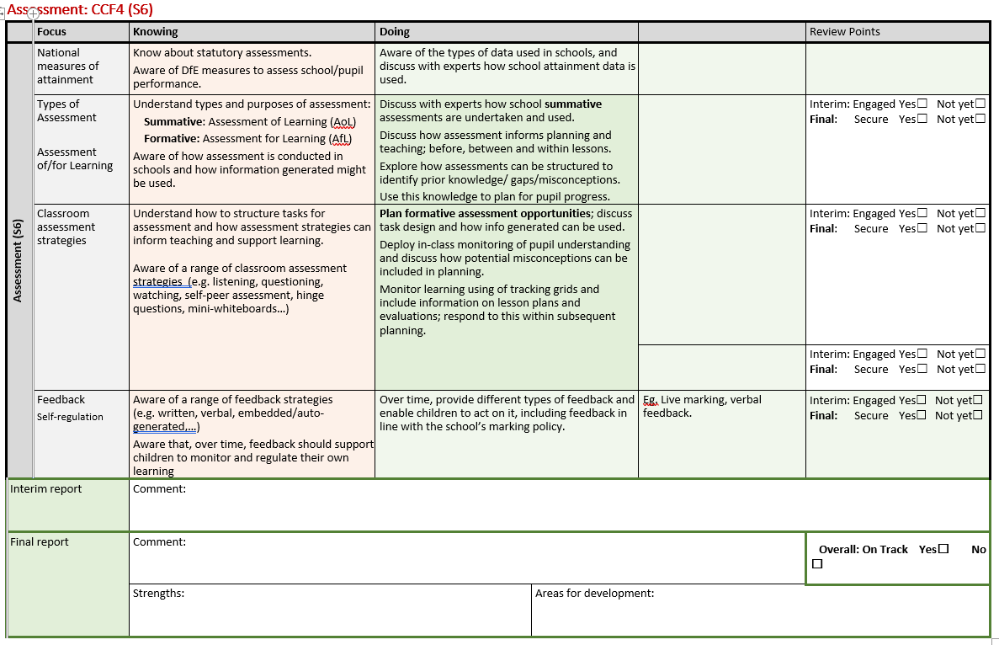 Assessment: CCF4 (S6)
Focus
Knowing
Doing
Review Points
Assessment (S6)
National
measures of
attainment
Know about statutory assessments.
Aware of DfE measures to assess school/pupil
performance.
Aware of the types of data used in schools, and
discuss with experts how school attainment data is
used.
Types of
Assessment
Assessment
of/for Learning
Understand types and purposes of assessment:
Summative: Assessment of Learning (AoL)
Formative: Assessment for Learning (AfL)
Aware of how assessment is conducted in
schools and how information generated might
be used.
Discuss with experts how school summative
assessments are undertaken and used.
Discuss how assessment informs planning and
teaching; before, between and within lessons.
Explore how assessments can be structured to
identify prior knowledge/ gaps/misconceptions.
Use this knowledge to plan for pupil progress.
Interim: Engaged Yes☐ Not yet☐
Final: Secure Yes☐ Not yet☐
Classroom
assessment
strategies
Understand how to structure tasks for
assessment and how assessment strategies can
inform teaching and support learning.
Aware of a range of classroom assessment
strategies (e.g. listening, questioning,
watching, self-peer assessment, hinge
questions, mini-whiteboards…)
Plan formative assessment opportunities; discuss
task design and how info generated can be used.
Deploy in-class monitoring of pupil understanding
and discuss how potential misconceptions can be
included in planning.
Monitor learning using of tracking grids and
include information on lesson plans and
evaluations; respond to this within subsequent
planning.
Interim: Engaged Yes☐ Not yet☐
Final: Secure Yes☐ Not yet☐
Interim: Engaged Yes☐ Not yet☐
Final: Secure Yes☐ Not yet☐
Feedback
Self-regulation
Aware of a range of feedback strategies
(e.g. written, verbal, embedded/auto-
generated,…)
Aware that, over time, feedback should support
children to monitor and regulate their own
learning
Over time, provide different types of feedback and
enable children to act on it, including feedback in
line with the school’s marking policy.
Eg. Live marking, verbal
feedback.
Interim: Engaged Yes☐ Not yet☐
Final: Secure Yes☐ Not yet☐
Interim report
Comment:
Final report
Comment:
Overall: On Track Yes☐ No
☐
Strengths:
Areas for development: